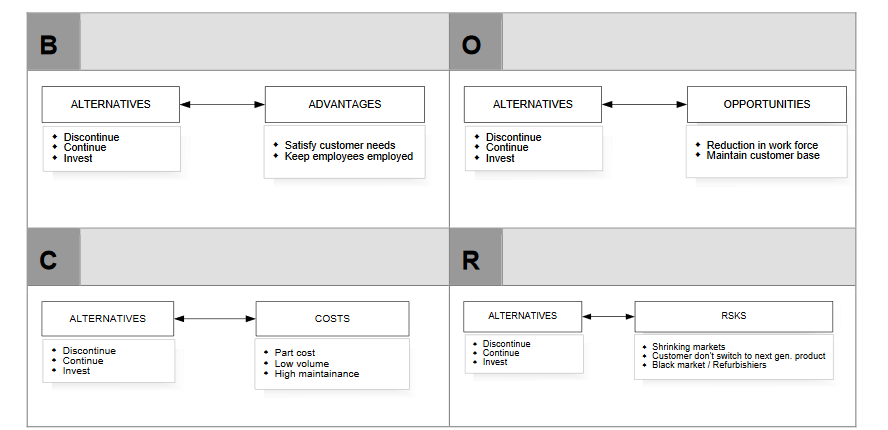 B
ALTERNATIVES
ADVANTAGES
Discontinue
Continue
Invest
Satisfy customer needs
Keep employees employed
O
ALTERNATIVES
OPPORTUNITIES
Discontinue
Continue
Invest
Reduction in work force
Maintain customer base
C
ALTERNATIVES
COSTS
Discontinue
Continue
Invest
Part cost
Low volume
High maintainance
R
ALTERNATIVES
RSKS
Discontinue
Continue
Invest
Shrinking markets
Customer don't switch to next gen. product
Black market / Refurbishiers